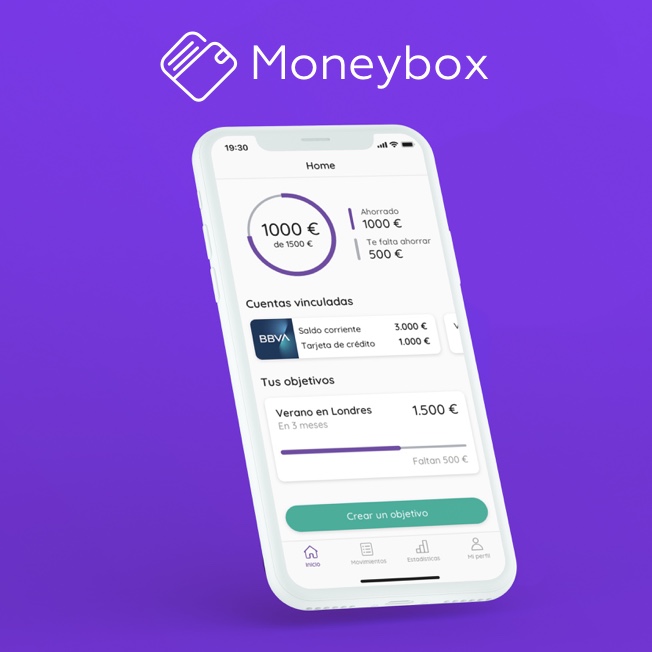 Moneybox
19:30
Home
1000 €
de 1500 €
Ahorrado
1000 €
Te falta ahorrar
500 €
Cuentas vinculadas
BBVA
Saldo corriente 3.000 €
Tarjeta de crédito 1.000 €
V
Tus objetivos
Verano en Londres 1.500 €
En 3 meses
Faltan 500 €
Crear un objetivo
Inicio Movimientos Estadísticas Mi perfil